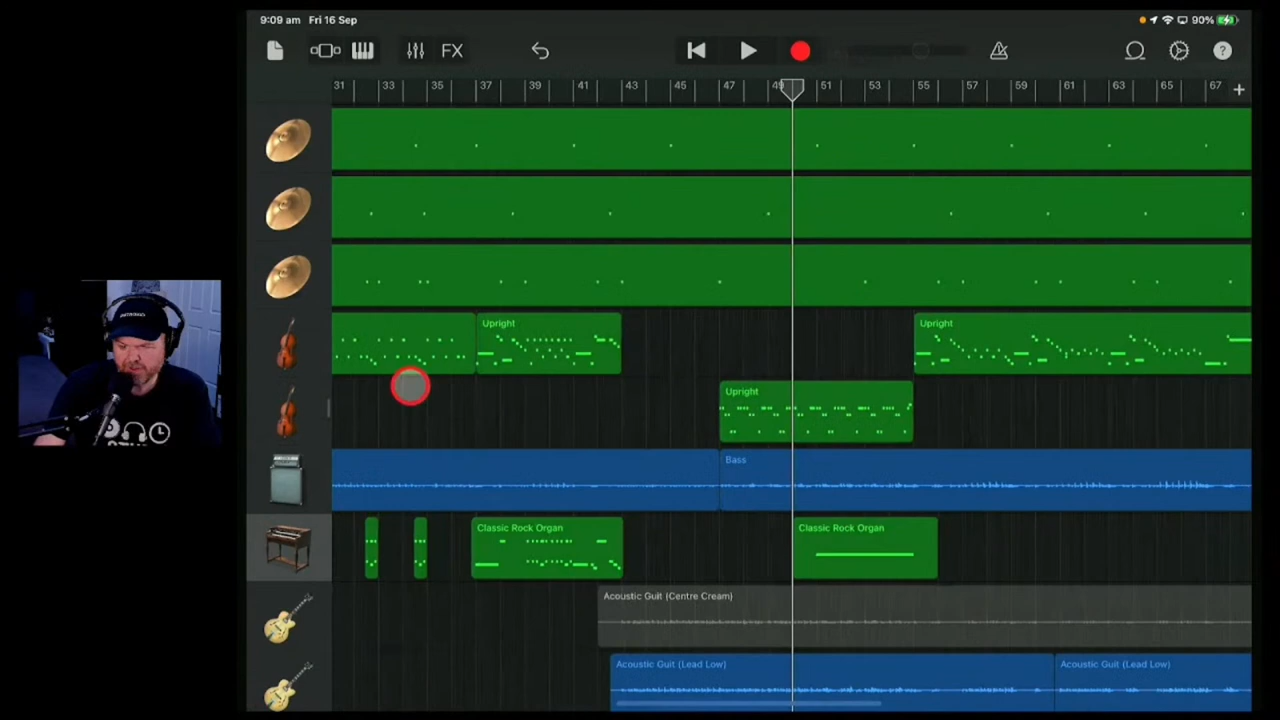 9:09 am Fri 16 Sep 90%
FX ?
31 33 35 37 39 41 43 45 47 49 51 53 55 57 59 61 63 65 67 +
Upright Upright
Upright
Bass
Classic Rock Organ Classic Rock Organ
Acoustic Guit (Centre Cream)
Acoustic Guit (Lead Low) Acoustic Guit (Lead Low)